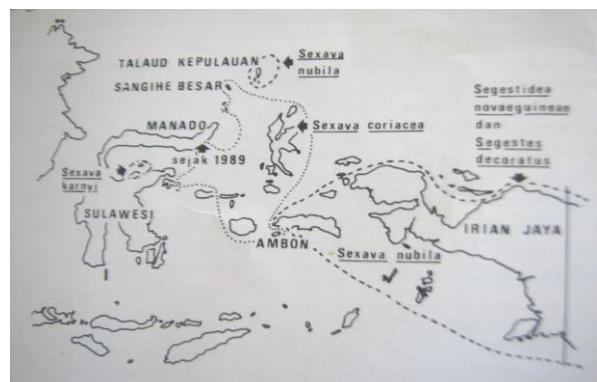 TALAUD KEPULAUAN
Sexava
nubila
SANGIHE BESAR
MANADO
Sexava coriacea
Segestidea
novaeguineae
dan
Segestes
decoratus
sejak 1989
Sexava
karnyi
SULAWESI
AMBON
IRIAN JAYA
Sexava nubila